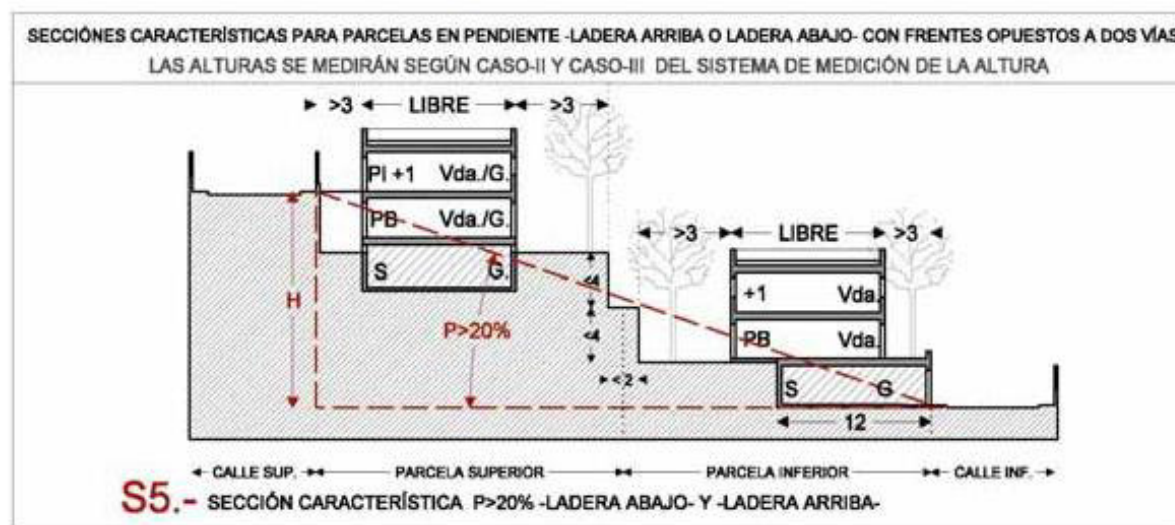 SECCIÓNES CARACTERÍSTICAS PARA PARCELAS EN PENDIENTE -LADERA ARRIBA O LADERA ABAJO- CON FRENTES OPUESTOS A DOS VÍAS
LAS ALTURAS SE MEDIRÁN SEGÚN CASO-II Y CASO-III DEL SISTEMA DE MEDICIÓN DE LA ALTURA
>3 LIBRE >3
PI +1 Vda./G.
PB Vda./G.
S G.
H
P>20%
<4
<4
<2
>3 LIBRE >3
+1 Vda.
PB Vda.
S G
12
CALLE SUP. PARCELA SUPERIOR PARCELA INFERIOR CALLE INF.
S5.- SECCIÓN CARACTERÍSTICA P>20% -LADERA ABAJO- Y -LADERA ARRIBA-